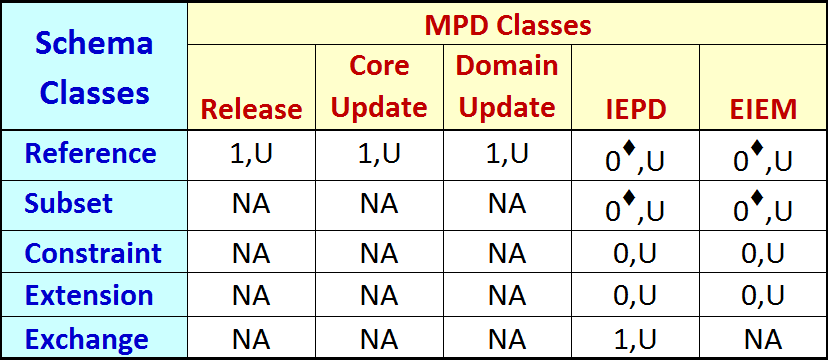 Schema Classes MPD Classes
Release Core Update Domain Update IEPD EIEM
Reference 1,U 1,U 1,U 0♦,U 0♦,U
Subset NA NA NA 0♦,U 0♦,U
Constraint NA NA NA 0,U 0,U
Extension NA NA NA 0,U 0,U
Exchange NA NA NA 1,U NA